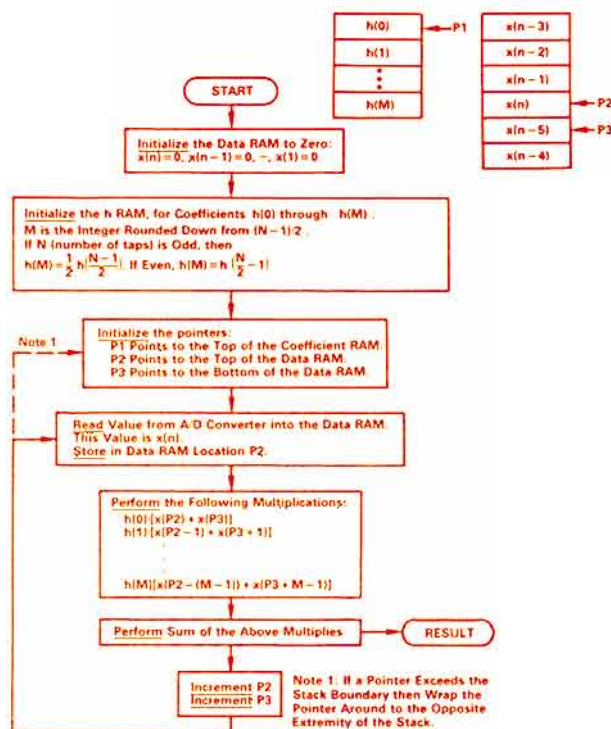 h(0)
P1
h(1)
h(M)
x(n−3)
x(n−2)
x(n−1)
x(n)
P2
x(n−5)
P3
x(n−4)
START
Initialize the Data RAM to Zero:
x(n)=0, x(n−1)=0, –, x(1)=0
Initialize the h RAM, for Coefficients h(0) through h(M).
M is the Integer Rounded Down from (N−1)/2.
If N (number of taps) is Odd, then
h(M)=1/2 h(N−1/2). If Even, h(M)=h (N/2−1)
Note 1
Initialize the pointers:
P1 Points to the Top of the Coefficient RAM.
P2 Points to the Top of the Data RAM.
P3 Points to the Bottom of the Data RAM.
Read Value from A/D Converter into the Data RAM.
This Value is x(n).
Store in Data RAM Location P2.
Perform the Following Multiplications:
h(0)·[x(P2)+x(P3)]
h(1)·[x(P2−1)+x(P3+1)]
h(M)[x(P2−(M−1))+x(P3+M−1)]
Perform Sum of the Above Multiplies
RESULT
Increment P2
Increment P3
Note 1: If a Pointer Exceeds the
Stack Boundary then Wrap the
Pointer Around to the Opposite
Extremity of the Stack.